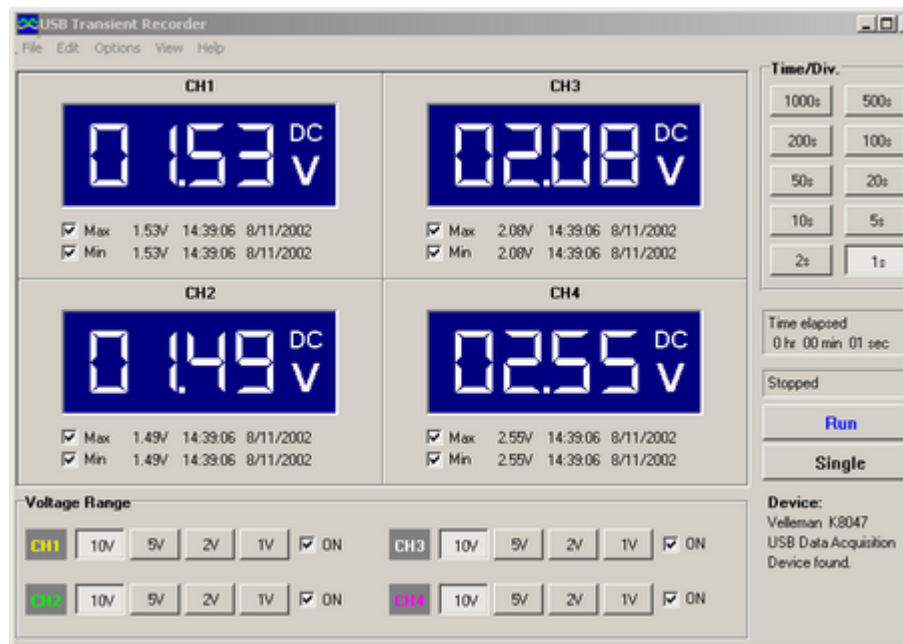 USB Transient Recorder
File Edit Options View Help
CH1
01.53 DC V
Max 1.53V 14:39:06 8/11/2002
Min 1.53V 14:39:06 8/11/2002
CH3
02.08 DC V
Max 2.08V 14:39:06 8/11/2002
Min 2.08V 14:39:06 8/11/2002
CH2
01.49 DC V
Max 1.49V 14:39:06 8/11/2002
Min 1.49V 14:39:06 8/11/2002
CH4
02.55 DC V
Max 2.55V 14:39:06 8/11/2002
Min 2.55V 14:39:06 8/11/2002
Time/Div.
1000s 500s
200s 100s
50s 20s
10s 5s
2s 1s
Time elapsed
0 hr 00 min 01 sec
Stopped
Run
Single
Device:
Velleman K8047
USB Data Acquisition
Device found.
Voltage Range
CH1 10V 5V 2V 1V ON
CH3 10V 5V 2V 1V ON
CH2 10V 5V 2V 1V ON
CH4 10V 5V 2V 1V ON